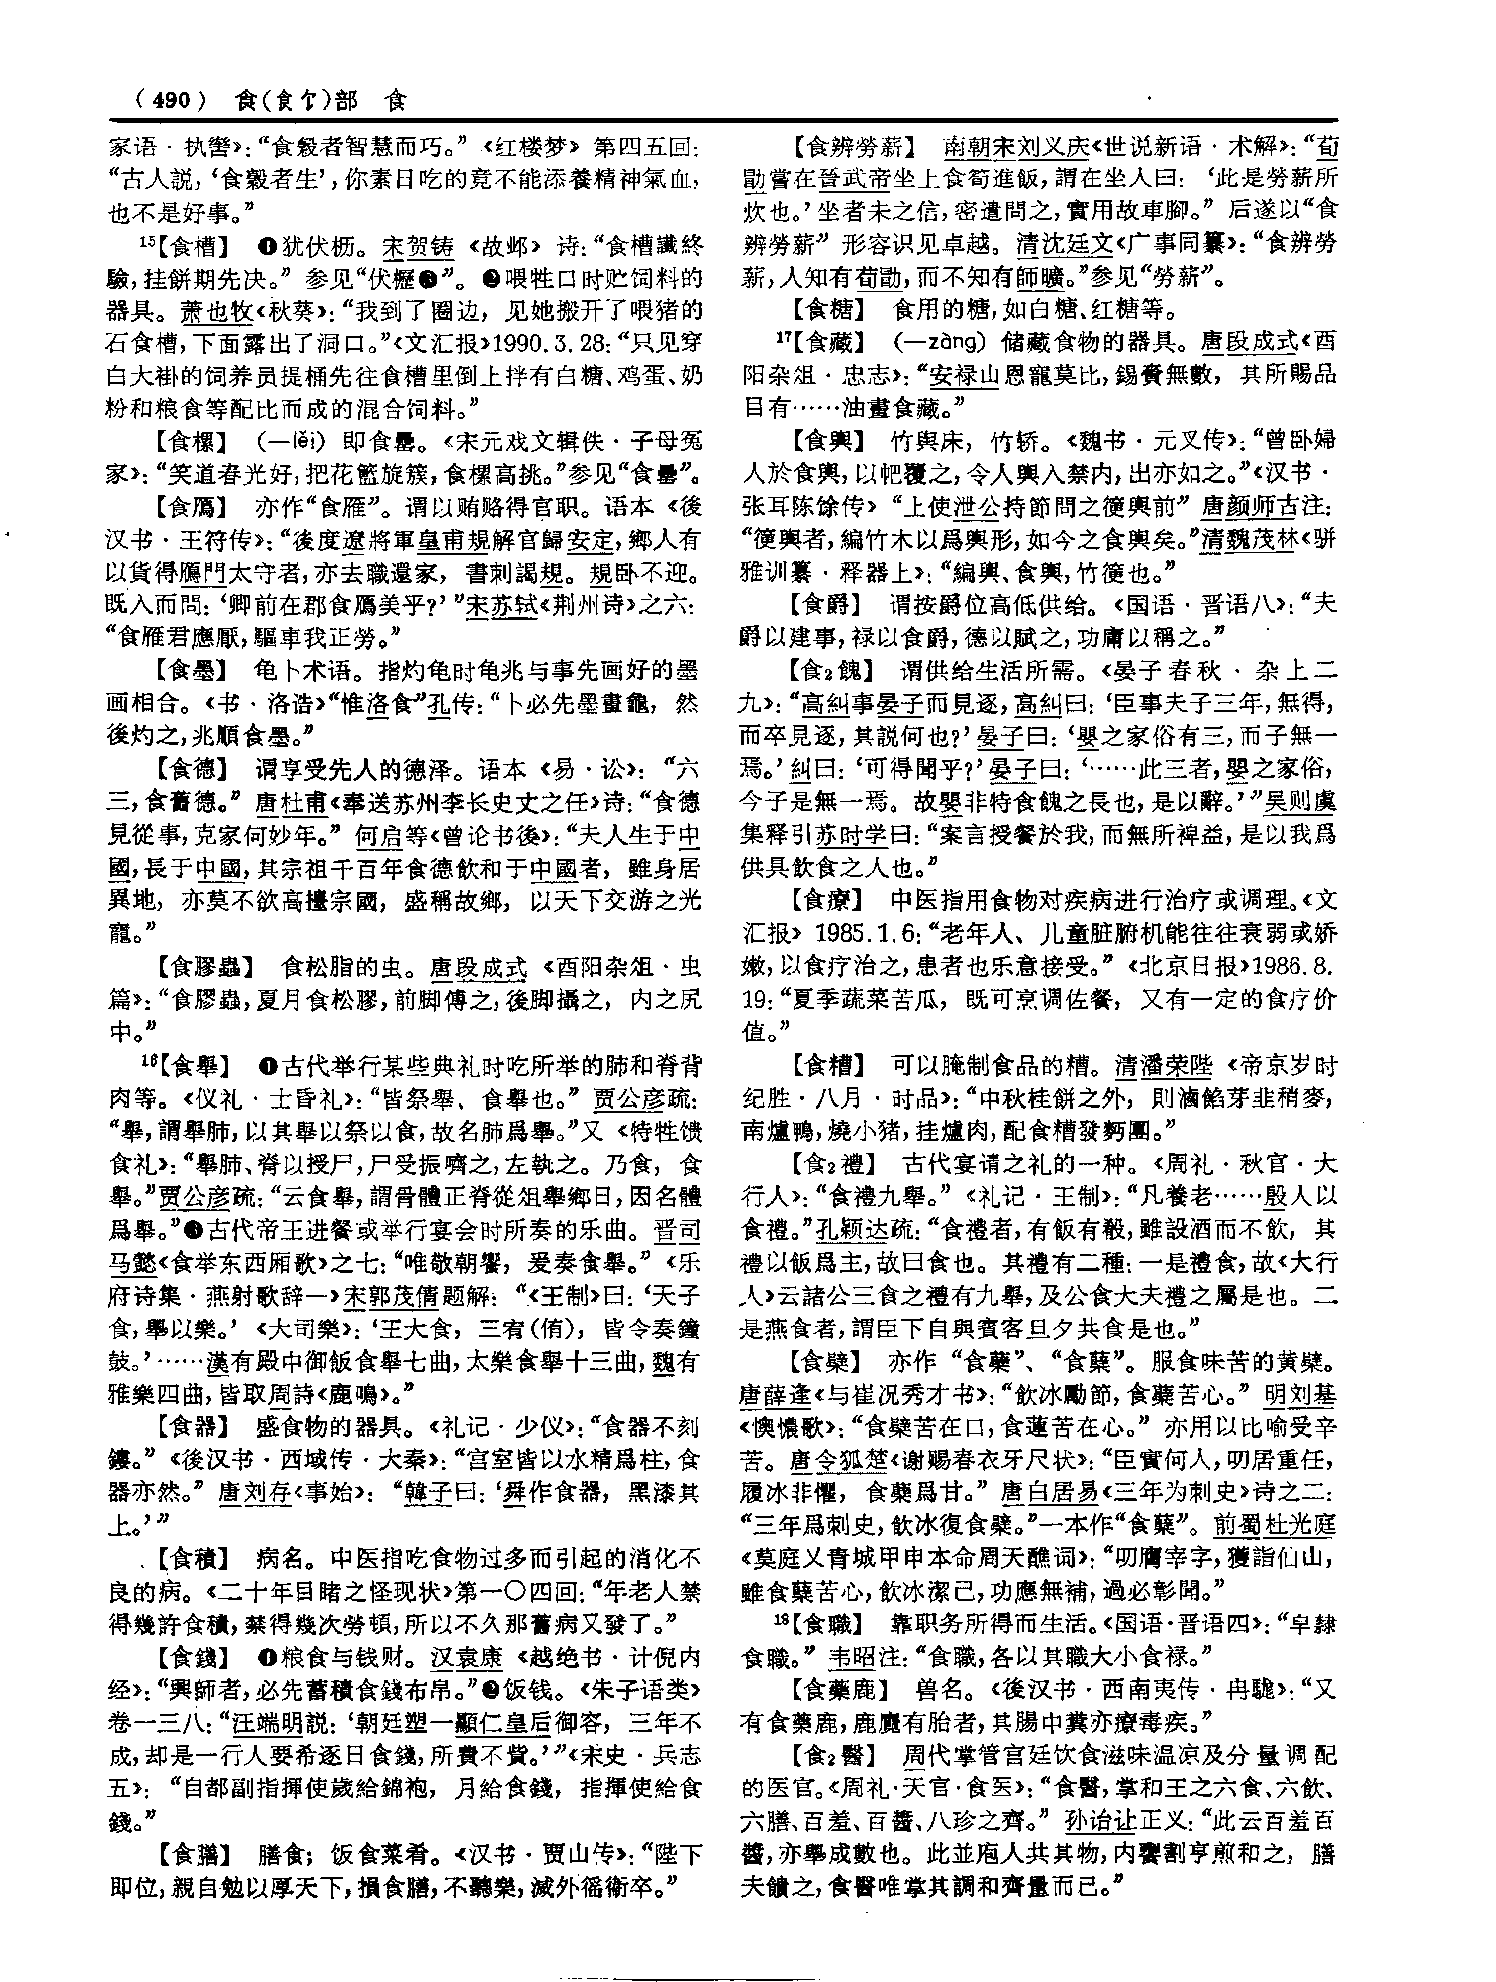 (490) 食(飠饣)部 食
家语·执辔》：“食穀者智慧而巧。”《红楼梦》第四五回：
“古人説，‘食穀者生’，你素日吃的竟不能添養精神氣血，
也不是好事。”
15【食槽】 ❶犹伏枥。宋贺铸《故邺》诗：“食槽讖終
驗，挂餅期先决。”参见“伏櫪❸”。❷喂牲口时贮饲料的
器具。萧也牧《秋葵》：“我到了圈边，见她搬开了喂猪的
石食槽，下面露出了洞口。”《文汇报》1990.3.28：“只见穿
白大褂的饲养员提桶先往食槽里倒上拌有白糖、鸡蛋、奶
粉和粮食等配比而成的混合饲料。”
【食樏】 （—lěi）即食罍。《宋元戏文辑佚·子母冤
家》：“笑道春光好，把花籃旋簇，食樏高挑。”参见“食罍”。
【食鴈】 亦作“食雁”。谓以贿赂得官职。语本《後
汉书·王符传》：“後度遼將軍皇甫規解官歸安定，鄉人有
以貨得鴈門太守者，亦去職還家，書刺謁規。規卧不迎。
既入而問：‘卿前在郡食鴈美乎？’”宋苏轼《荆州诗》之六：
“食雁君應厭，驅車我正勞。”
【食墨】 龟卜术语。指灼龟时龟兆与事先画好的墨
画相合。《书·洛诰》“惟洛食”孔传：“卜必先墨畫龜，然
後灼之，兆順食墨。”
【食德】 谓享受先人的德泽。语本《易·讼》：“六
三，食舊德。”唐杜甫《奉送苏州李长史丈之任》诗：“食德
見從事，克家何妙年。”何启等《曾论书後》：“夫人生于中
國，長于中國，其宗祖千百年食德飲和于中國者，雖身居
異地，亦莫不欲高擡宗國，盛稱故鄉，以天下交游之光
寵。”
【食膠蟲】 食松脂的虫。唐段成式《酉阳杂俎·虫
篇》：“食膠蟲，夏月食松膠，前脚傅之，後脚攝之，内之尻
中。”
16【食舉】 ❶古代举行某些典礼时吃所举的肺和脊背
肉等。《仪礼·士昏礼》：“皆祭舉、食舉也。”贾公彦疏：
“舉，謂舉肺，以其舉以祭以食，故名肺爲舉。”又《特牲馈
食礼》：“舉肺、脊以授尸，尸受振嚌之，左執之。乃食，食
舉。”贾公彦疏：“云食舉，謂骨體正脊從俎舉鄉口，因名體
爲舉。”❷古代帝王进餐或举行宴会时所奏的乐曲。晋司
马懿《食举东西厢歌》之七：“唯敬朝饗，爰奏食舉。”《乐
府诗集·燕射歌辞一》宋郭茂倩题解：“《王制》曰：‘天子
食，舉以樂。’《大司樂》：‘王大食，三宥（侑），皆令奏鐘
鼓。’……漢有殿中御飯食舉七曲，太樂食舉十三曲，魏有
雅樂四曲，皆取周詩《鹿鳴》。”
【食器】 盛食物的器具。《礼记·少仪》：“食器不刻
鏤。”《後汉书·西域传·大秦》：“宫室皆以水精爲柱，食
器亦然。”唐刘存《事始》：“韓子曰：‘舜作食器，黑漆其
上。’”
【食積】 病名。中医指吃食物过多而引起的消化不
良的病。《二十年目睹之怪现状》第一〇四回：“年老人禁
得幾許食積，禁得幾次勞頓，所以不久那舊病又發了。”
【食錢】 ❶粮食与钱财。汉袁康《越绝书·计倪内
经》：“興師者，必先蓄積食錢布帛。”❷饭钱。《朱子语类》
卷一三八：“汪端明説：‘朝廷塑一顯仁皇后御容，三年不
成，却是一行人要希逐日食錢，所費不貲。’”《宋史·兵志
五》：“自都副指揮使歲給錦袍，月給食錢，指揮使給食
錢。”
【食膳】 膳食；饭食菜肴。《汉书·贾山传》：“陛下
即位，親自勉以厚天下，損食膳，不聽樂，減外徭衛卒。”
【食辨勞薪】 南朝宋刘义庆《世说新语·术解》：“荀
勖嘗在晉武帝坐上食筍進飯，謂在坐人曰：‘此是勞薪所
炊也。’坐者未之信，密遣問之，實用故車脚。”后遂以“食
辨勞薪”形容识见卓越。清沈廷文《广事同纂》：“食辨勞
薪，人知有荀勖，而不知有師曠。”参见“勞薪”。
【食糖】 食用的糖，如白糖、红糖等。
17【食藏】 （—zàng）储藏食物的器具。唐段成式《酉
阳杂俎·忠志》：“安禄山恩寵莫比，錫賚無數，其所賜品
目有……油畫食藏。”
【食輿】 竹舆床，竹轿。《魏书·元叉传》：“曾卧婦
人於食輿，以帊覆之，令人輿入禁内，出亦如之。”《汉书·
张耳陈馀传》“上使泄公持節問之箯輿前”唐颜师古注：
“箯輿者，編竹木以爲輿形，如今之食輿矣。”清魏茂林《骈
雅训纂·释器上》：“編輿、食輿，竹箯也。”
【食爵】 谓按爵位高低供给。《国语·晋语八》：“夫
爵以建事，禄以食爵，德以賦之，功庸以稱之。”
【食2餽】 谓供给生活所需。《晏子春秋·杂上二
九》：“高糾事晏子而見逐，高糾曰：‘臣事夫子三年，無得，
而卒見逐，其説何也？’晏子曰：‘嬰之家俗有三，而子無一
焉。’糾曰：‘可得聞乎？’晏子曰：‘……此三者，嬰之家俗，
今子是無一焉。故嬰非特食餽之長也，是以辭。’”吴则虞
集释引苏时学曰：“案言授餐於我，而無所裨益，是以我爲
供具飲食之人也。”
【食療】 中医指用食物对疾病进行治疗或调理。《文
汇报》1985.1.6：“老年人、儿童脏腑机能往往衰弱或娇
嫩，以食疗治之，患者也乐意接受。”《北京日报》1986.8.
19：“夏季蔬菜苦瓜，既可烹调佐餐，又有一定的食疗价
值。”
【食糟】 可以腌制食品的糟。清潘荣陛《帝京岁时
纪胜·八月·时品》：“中秋桂餅之外，則滷餡芽韭稍麥，
南爐鴨，燒小猪，挂爐肉，配食糟發麪團。”
【食2禮】 古代宴请之礼的一种。《周礼·秋官·大
行人》：“食禮九舉。”《礼记·王制》：“凡養老……殷人以
食禮。”孔颖达疏：“食禮者，有飯有殽，雖設酒而不飲，其
禮以飯爲主，故曰食也。其禮有二種：一是禮食，故《大行
人》云諸公三食之禮有九舉，及公食大夫禮之屬是也。二
是燕食者，謂臣下自與賓客旦夕共食是也。”
【食檗】 亦作“食蘗”、“食蘖”。服食味苦的黄檗。
唐薛逢《与崔况秀才书》：“飲冰勵節，食蘗苦心。”明刘基
《懊憹歌》：“食檗苦在口，食蓮苦在心。”亦用以比喻受辛
苦。唐令狐楚《谢赐春衣牙尺状》：“臣實何人，叨居重任，
履冰非懼，食蘗爲甘。”唐白居易《三年为刺史》诗之二：
“三年爲刺史，飲冰復食檗。”一本作“食蘗”。前蜀杜光庭
《莫庭乂青城甲申本命周天醮词》：“叨膺宰字，獲詣仙山，
雖食蘗苦心，飲冰潔己，功應無補，過必彰聞。”
18【食職】 靠职务所得而生活。《国语·晋语四》：“皁隸
食職。”韦昭注：“食職，各以其職大小食禄。”
【食藥鹿】 兽名。《後汉书·西南夷传·冉駹》：“又
有食藥鹿，鹿麑有胎者，其腸中糞亦療毒疾。”
【食2醫】 周代掌管宫廷饮食滋味温凉及分量调配
的医官。《周礼·天官·食医》：“食醫，掌和王之六食、六飲、
六膳、百羞、百醬、八珍之齊。”孙诒让正义：“此云百羞百
醬，亦舉成數也。此並庖人共其物，内饔割亨煎和之，膳
夫饋之，食醫唯掌其調和齊量而已。”